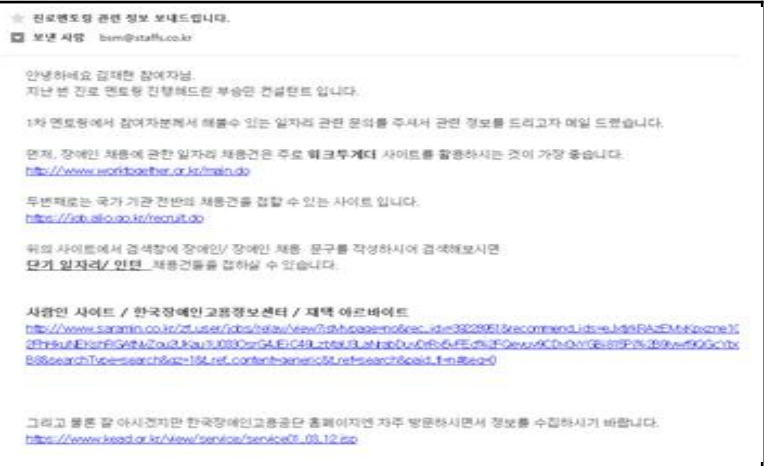 진로멘토링 관련 정보 보내드립니다.
보낸 사람 bsm@staffs.co.kr
안녕하세요 김재현 참여자님.
지난 번 진로 멘토링 진행해드린 부승민 컨설턴트 입니다.
1차 멘토링에서 참여자분께서 해볼수 있는 일자리 관련 문의를 주셔서 관련 정보를 드리고자 메일 드렸습니다.
먼저, 장애인 채용에 관한 일자리 채용건은 주로 워크투게더 사이트를 활용하시는 것이 가장 좋습니다.
http://www.worktogether.or.kr/main.do
두번째로는 국가 기관 전반의 채용건을 접할 수 있는 사이트 입니다.
https://job.alio.go.kr/recruit.do
위의 사이트에서 검색창에 장애인/ 장애인 채용 문구를 작성하시어 검색해보시면
단기 일자리/ 인턴 채용건들을 접하실 수 있습니다.
사람인 사이트 / 한국장애인고용정보센터 / 재택 아르바이트
그리고 물론 잘 아시겠지만 한국장애인고용공단 홈페이지엔 자주 방문하시면서 정보를 수집하시기 바랍니다.
https://www.kead.or.kr/view/service/service01_03_12.jsp